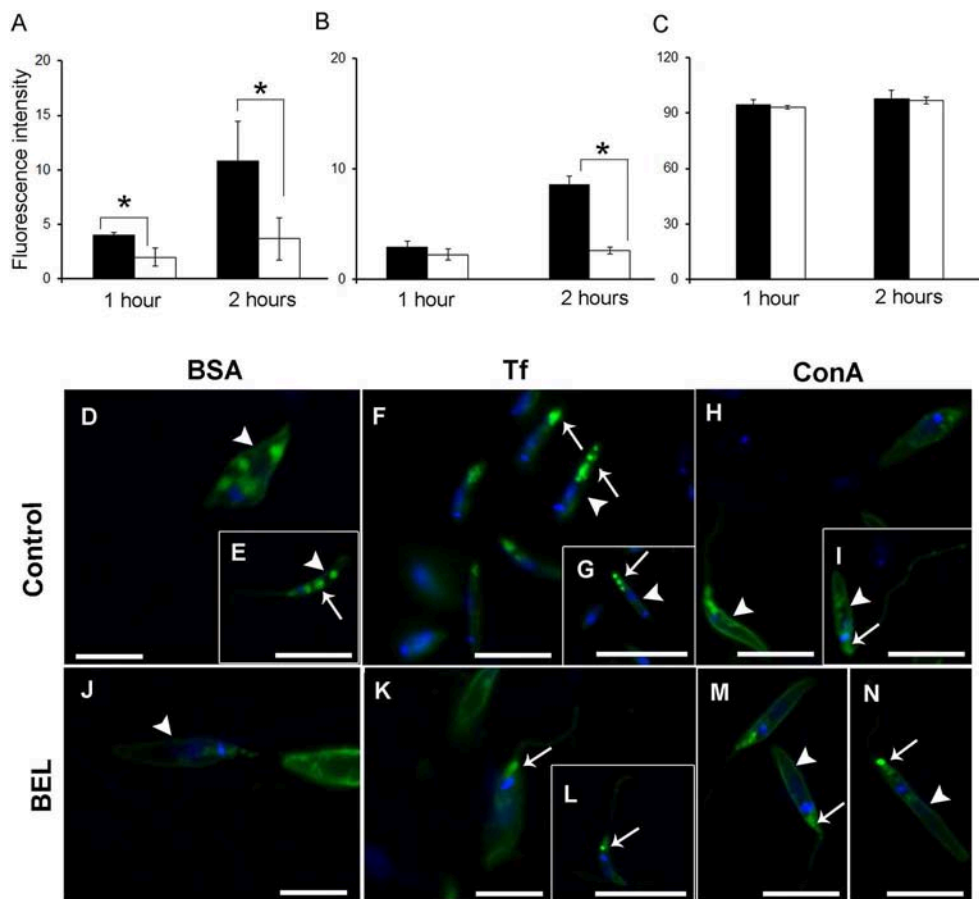 A
B
C
Fluorescence intensity
20
15
10
5
0
*
*
1 hour
2 hours
20
10
0
*
1 hour
2 hours
120
90
60
30
0
1 hour
2 hours
BSA
Tf
ConA
Control
D
E
F
G
H
I
BEL
J
K
L
M
N